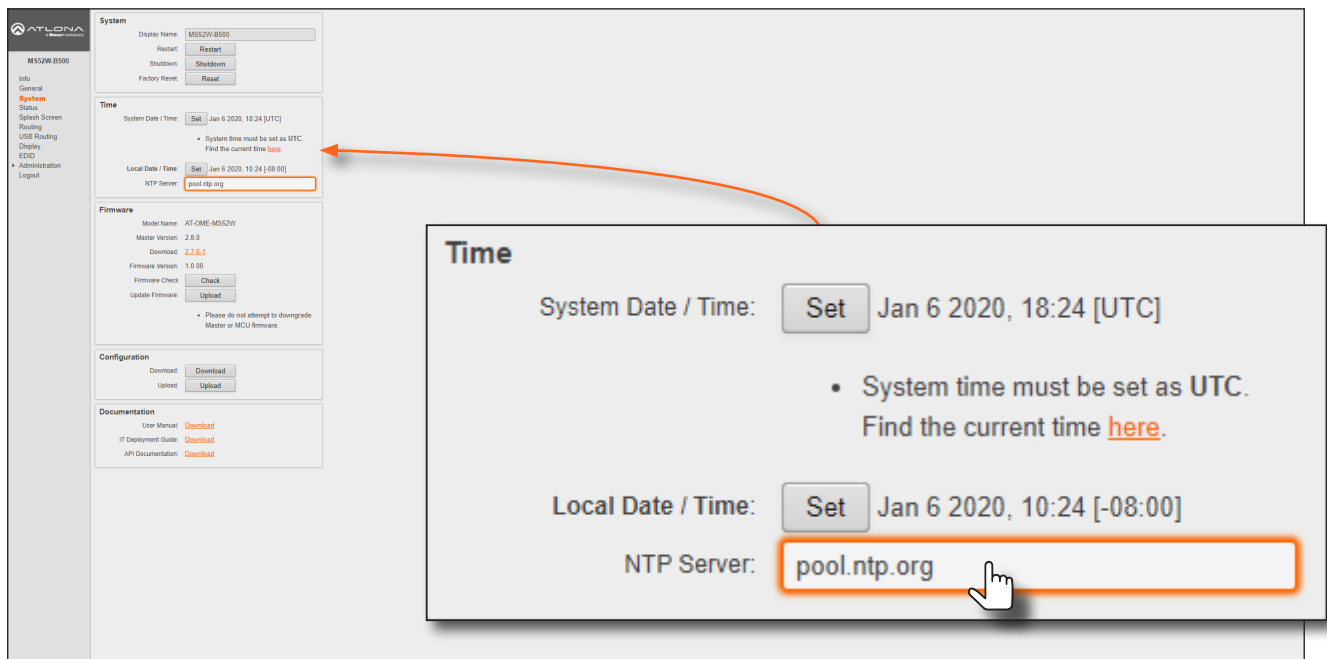 ATLONA
a Panduit company
MS52W-B500
Info
General
System
Status
Splash Screen
Routing
USB Routing
Display
EDID
Administration
Logout
System
Display Name: MS52W-B500
Restart: Restart
Shutdown: Shutdown
Factory Reset: Reset
Time
System Date / Time: Set Jan 6 2020, 18:24 [UTC]
• System time must be set as UTC.
Find the current time here.
Local Date / Time: Set Jan 6 2020, 10:24 [-08:00]
NTP Server: pool.ntp.org
Firmware
Model Name: AT-OME-MS52W
Master Version: 2.8.0
Download: 2.7.0-1
Firmware Version: 1.0.00
Firmware Check Check
Update Firmware: Upload
• Please do not attempt to downgrade
Master or MCU firmware.
Configuration
Download: Download
Upload: Upload
Documentation
User Manual: Download
IT Deployment Guide: Download
API Documentation: Download
Time
System Date / Time: Set Jan 6 2020, 18:24 [UTC]
• System time must be set as UTC.
Find the current time here.
Local Date / Time: Set Jan 6 2020, 10:24 [-08:00]
NTP Server: pool.ntp.org